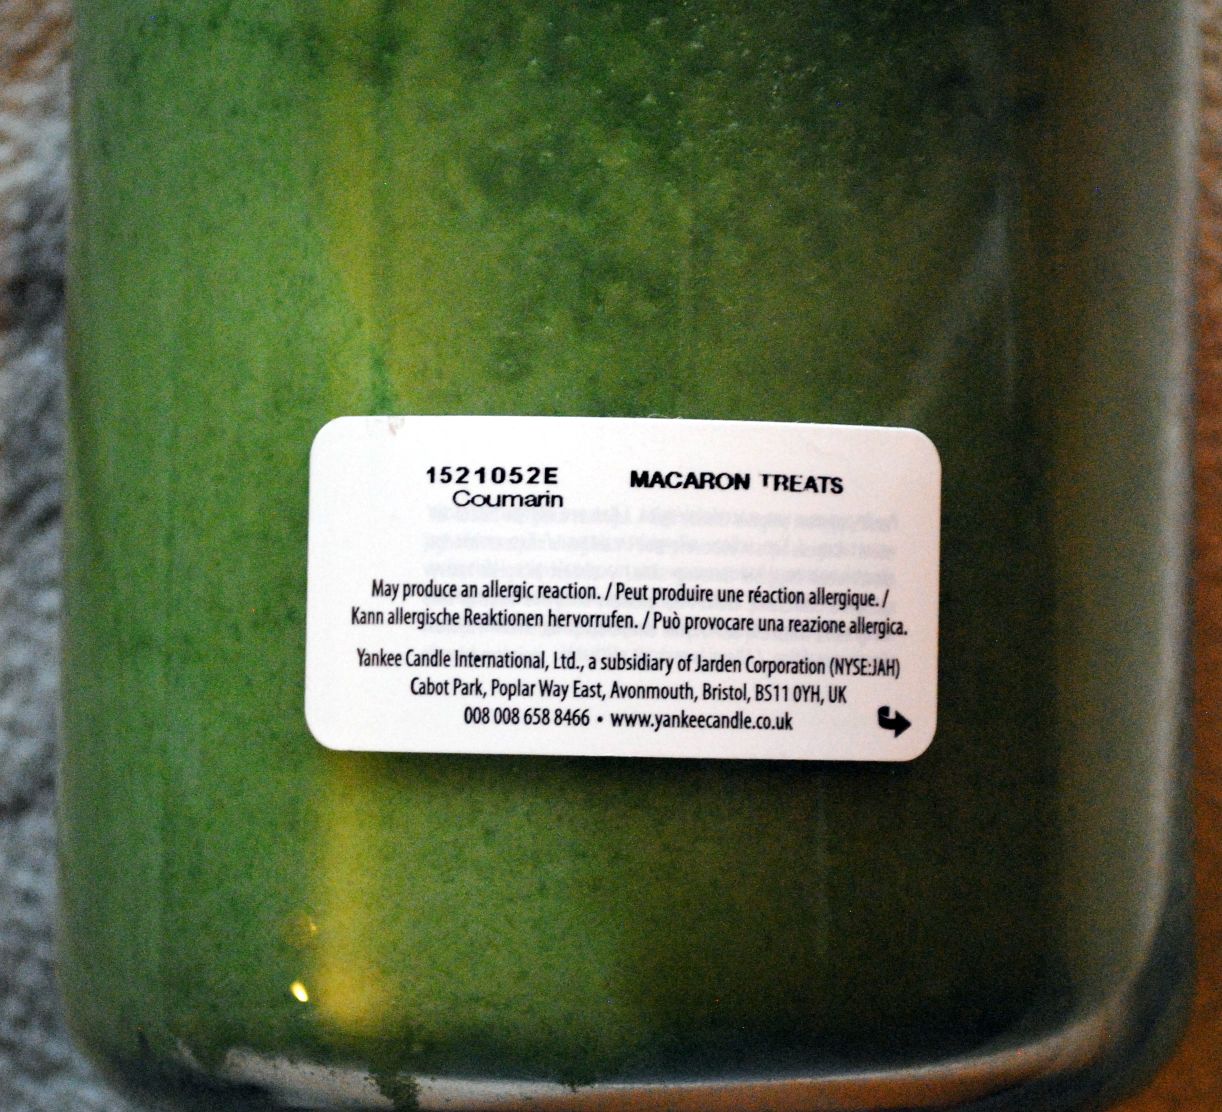 1521052E MACARON TREATS
Coumarin
May produce an allergic reaction. / Peut produire une réaction allergique. /
Kann allergische Reaktionen hervorrufen. / Può provocare una reazione allergica.
Yankee Candle International, Ltd., a subsidiary of Jarden Corporation (NYSE:JAH)
Cabot Park, Poplar Way East, Avonmouth, Bristol, BS11 0YH, UK
008 008 658 8466 • www.yankeecandle.co.uk